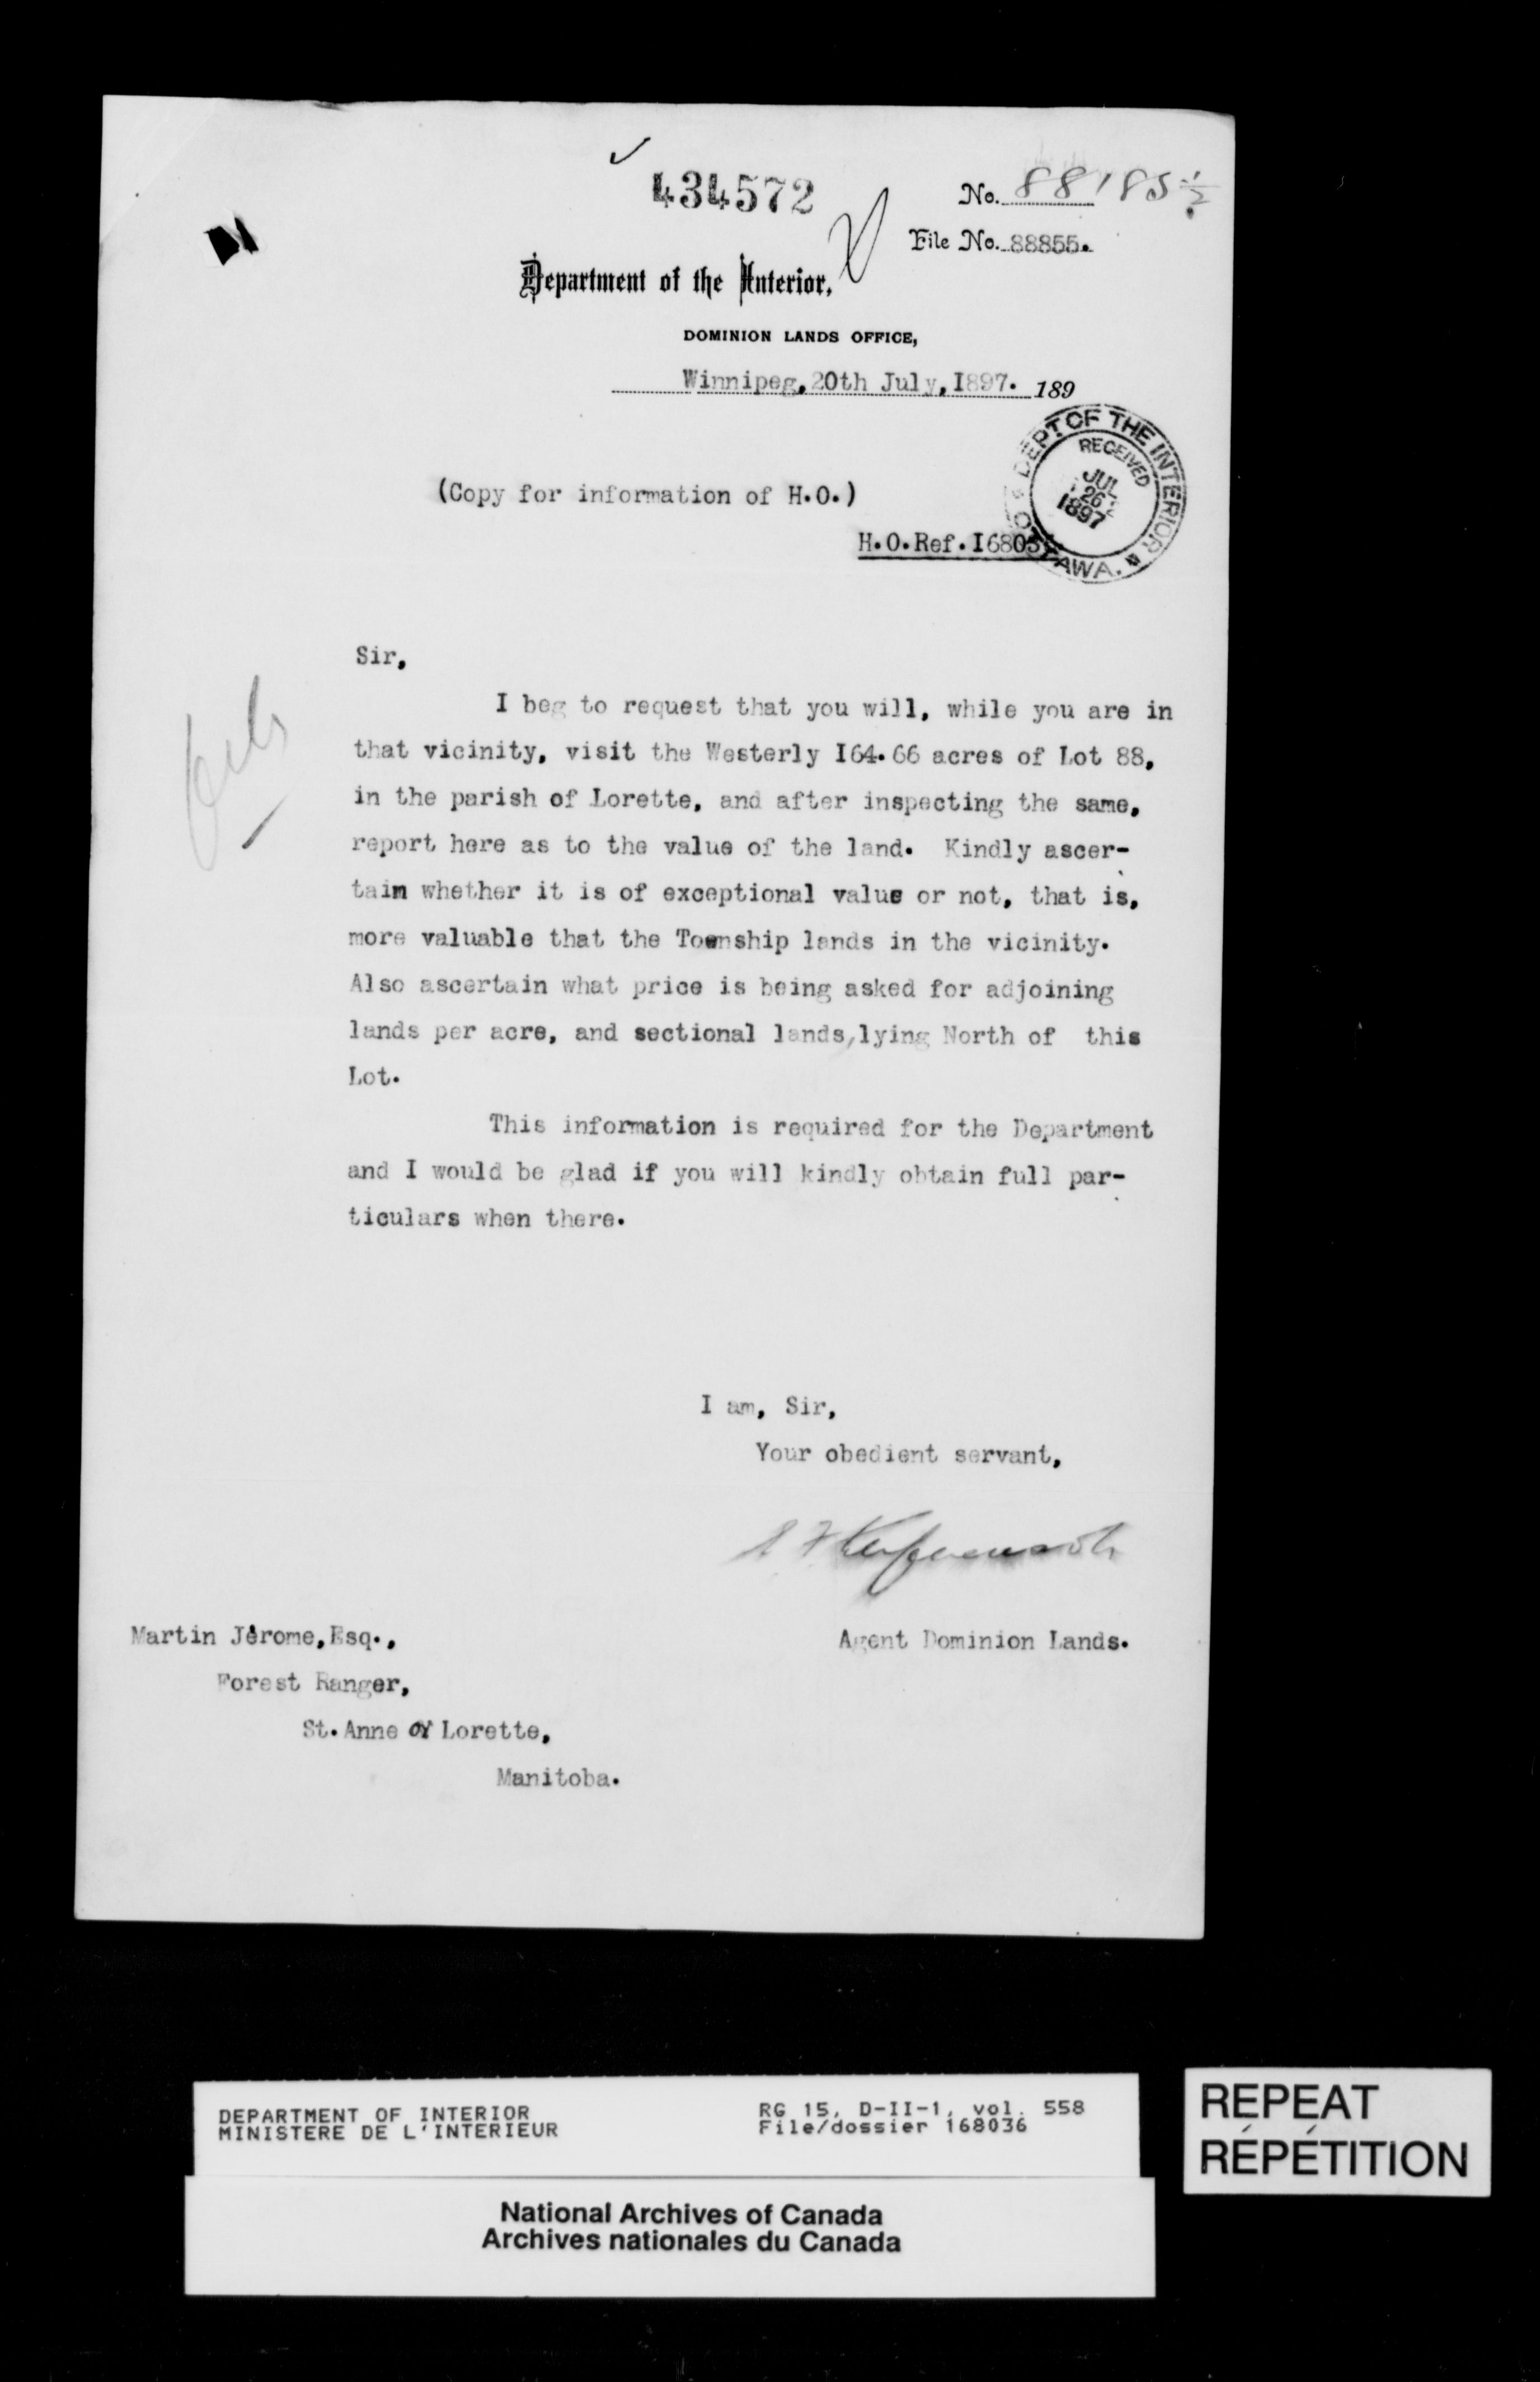 434572
No. 88185 1/2
File No. 88855.
Department of the Interior,
DOMINION LANDS OFFICE,
Winnipeg, 20th July, I897. 189
DEPT OF THE INTERIOR
OTTAWA.
RECEIVED
JUL
26
1897
(Copy for information of H.O.)
H.O.Ref.I6803
Sir,
I beg to request that you will, while you are in
that vicinity, visit the Westerly I64.66 acres of Lot 88,
in the parish of Lorette, and after inspecting the same,
report here as to the value of the land. Kindly ascer-
tain whether it is of exceptional value or not, that is,
more valuable that the Township lands in the vicinity.
Also ascertain what price is being asked for adjoining
lands per acre, and sectional lands, lying North of this
Lot.
This information is required for the Department
and I would be glad if you will kindly obtain full par-
ticulars when there.
I am, Sir,
Your obedient servant,
Agent Dominion Lands.
Martin Jérome, Esq.,
Forest Ranger,
St. Anne or Lorette,
Manitoba.
DEPARTMENT OF INTERIOR
MINISTERE DE L'INTERIEUR
RG 15, D-II-1, vol. 558
File/dossier 168036
National Archives of Canada
Archives nationales du Canada
REPEAT
RÉPÉTITION